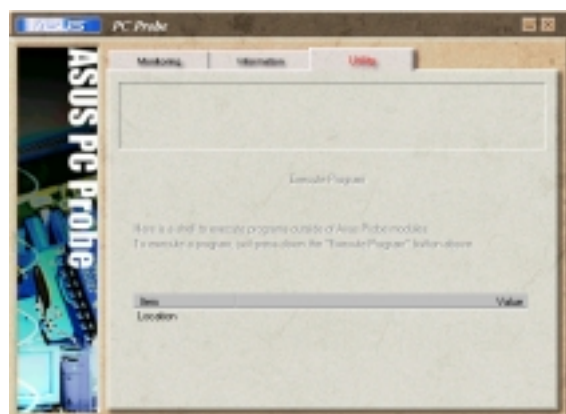 ASUS PC Probe
Monitoring Information Utility
ASUS PC Probe
Execute Program
Here is a shell to execute programs outside of Asus Probe modules
To execute a program, just press down the "Execute Program" button above
Item Value
Location